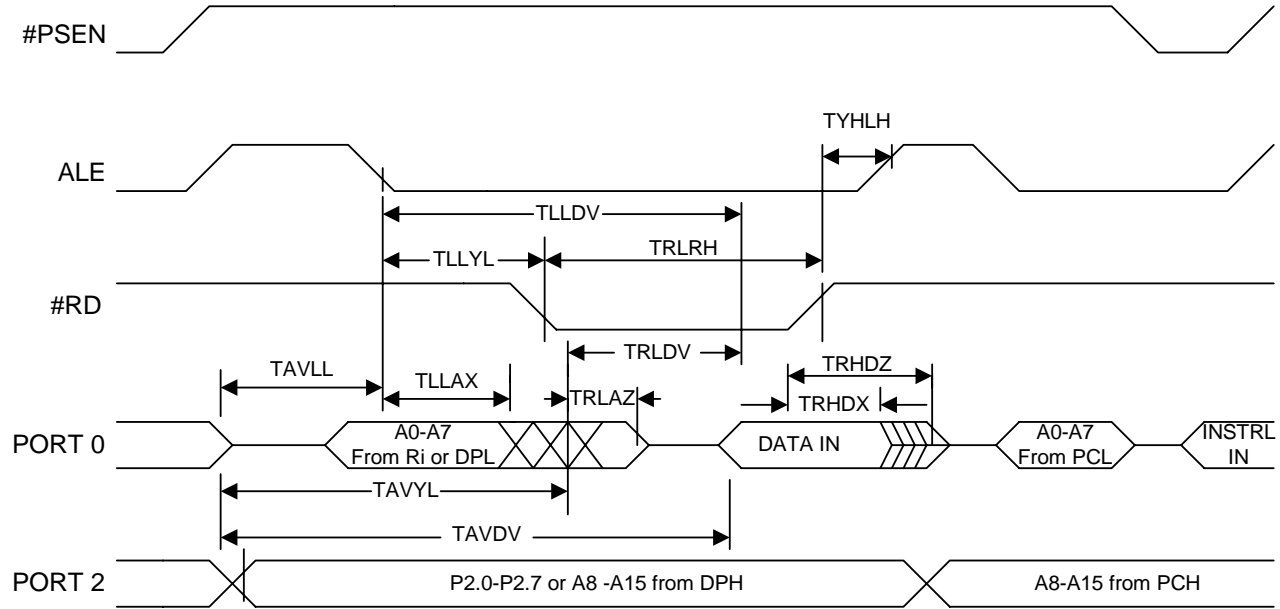 #PSEN
TYHLH
ALE
TLLDV
TLLYL
TRLRH
#RD
TRLDV
TAVLL
TLLAX
TRLAZ
TRHDZ
TRHDX
PORT 0
A0-A7
From Ri or DPL
DATA IN
A0-A7
From PCL
INSTRL
IN
TAVYL
TAVDV
PORT 2
P2.0-P2.7 or A8 -A15 from DPH
A8-A15 from PCH